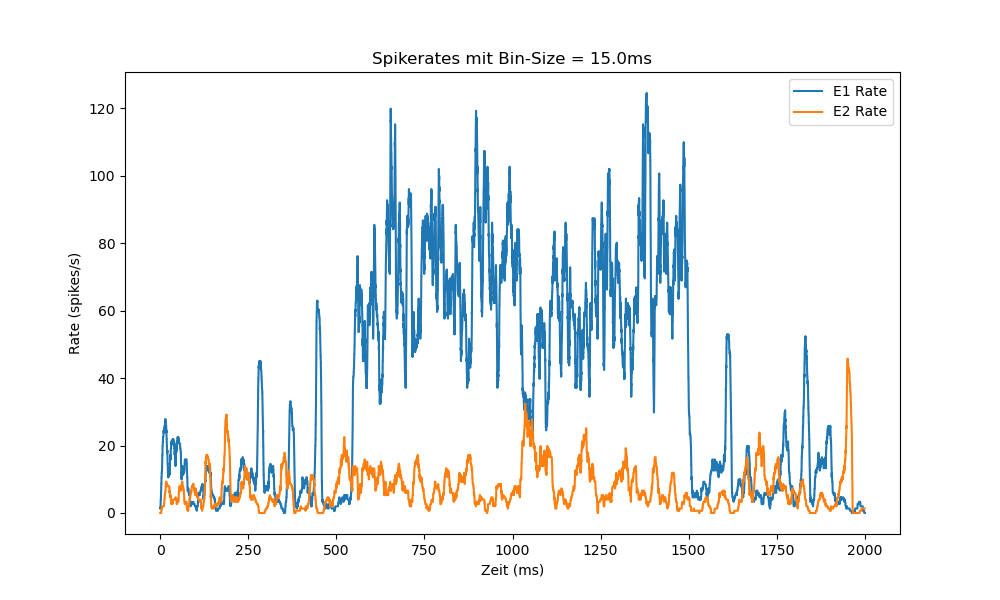 Spikerates mit Bin-Size = 15.0ms
E1 Rate
E2 Rate
Rate (spikes/s)
120
100
80
60
40
20
0
0 250 500 750 1000 1250 1500 1750 2000
Zeit (ms)